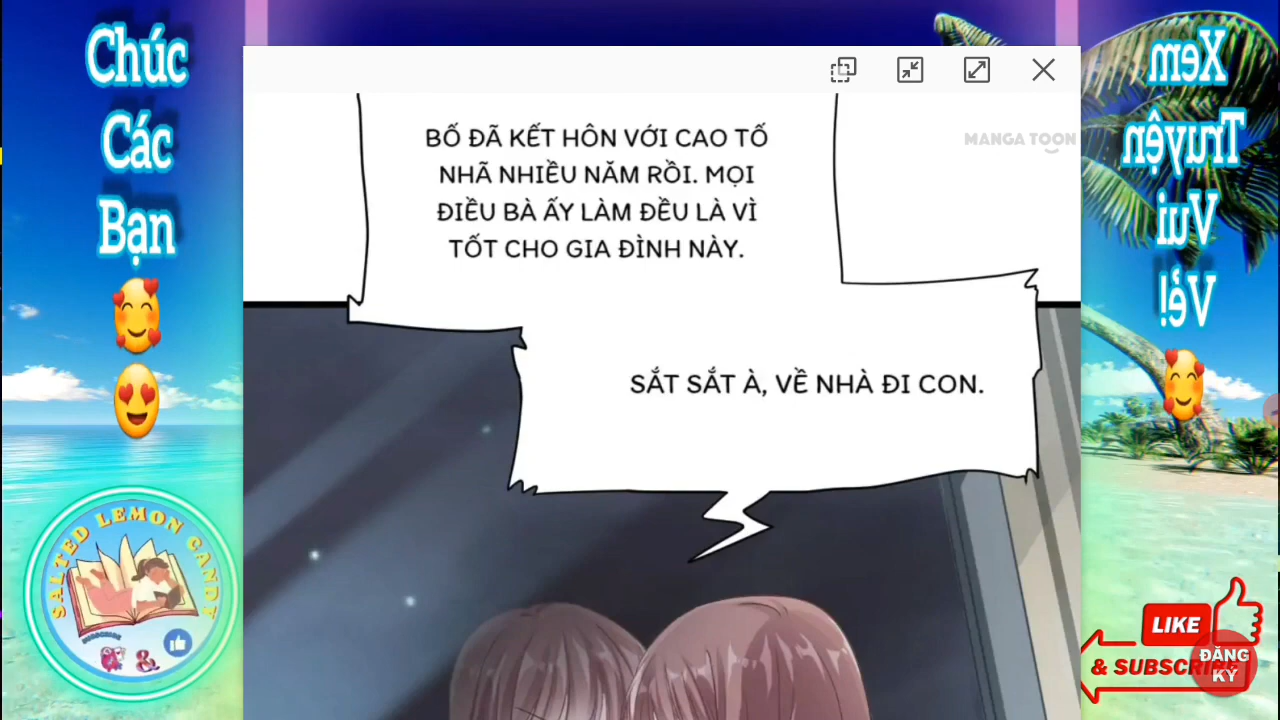 Chúc
Các
Bạn
MANGA TOON
BỐ ĐÃ KẾT HÔN VỚI CAO TỐ
NHÃ NHIỀU NĂM RỒI. MỌI
ĐIỀU BÀ ẤY LÀM ĐỀU LÀ VÌ
TỐT CHO GIA ĐÌNH NÀY.
SẮT SẮT À, VỀ NHÀ ĐI CON.
Xem
Truyện
Vui
Vẻ!
SALTED LEMON CANDY
SUBSCRIBE
&
LIKE
& SUBSCRIBE
ĐĂNG
KÝ